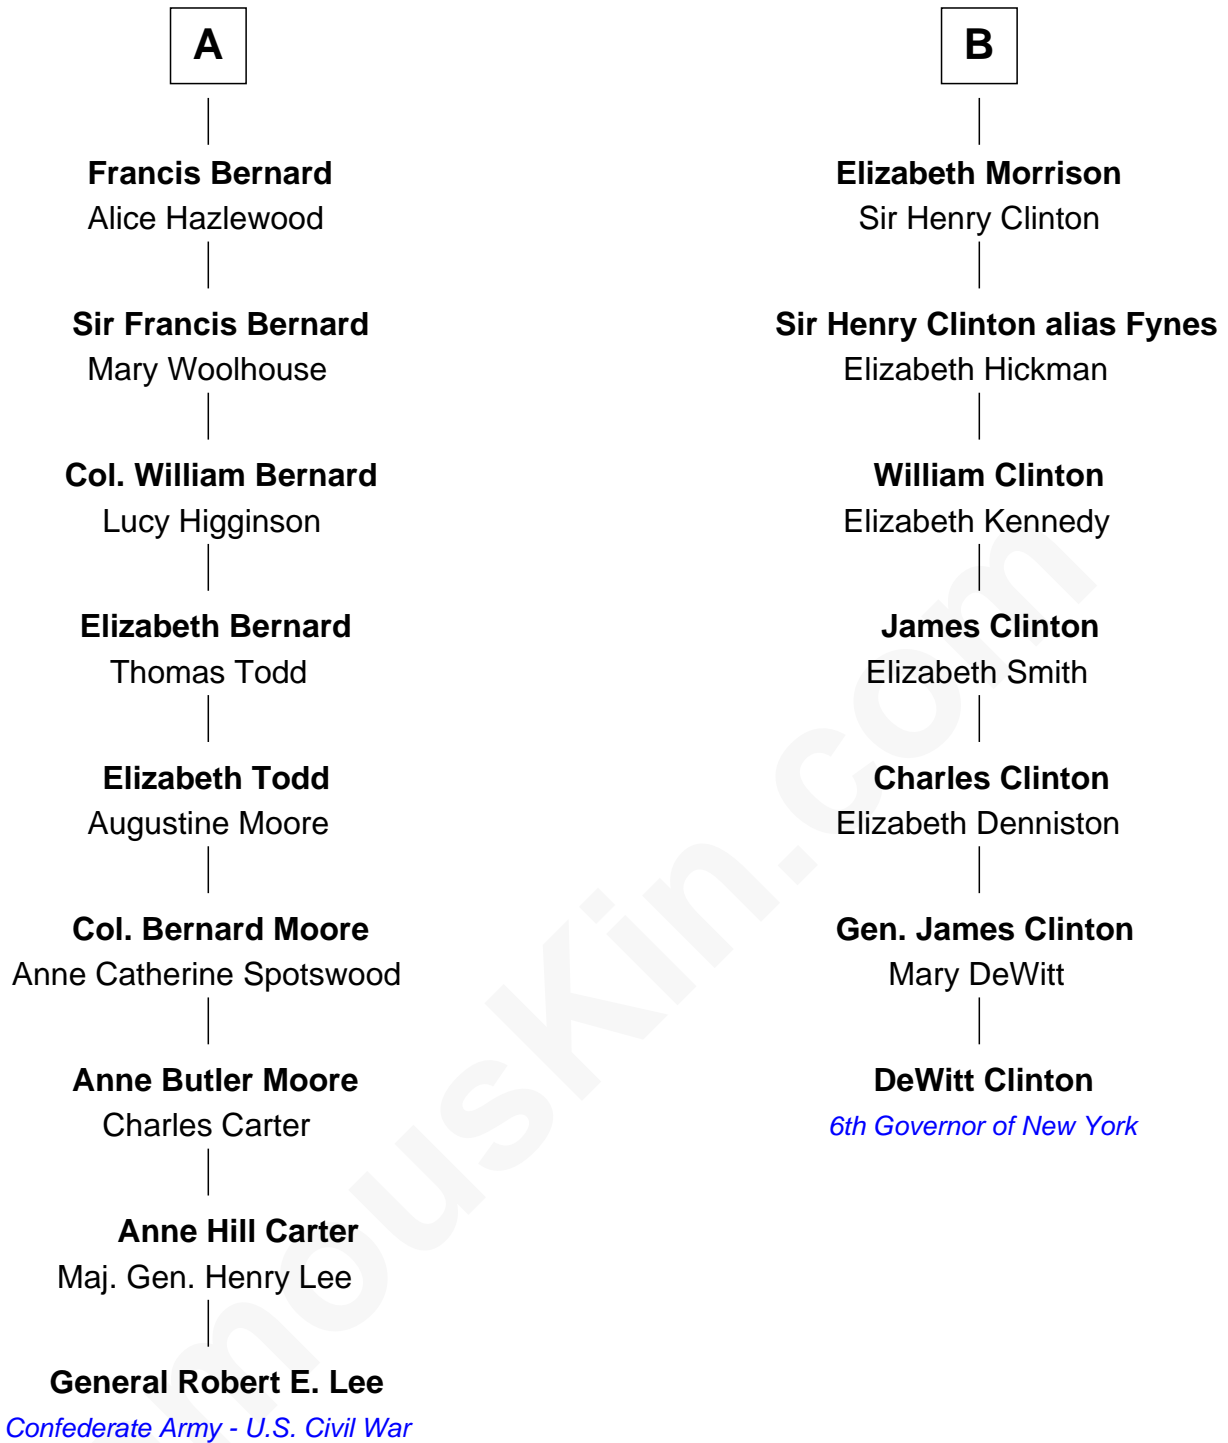 A
Francis Bernard
Alice Hazlewood
Sir Francis Bernard
Mary Woolhouse
Col. William Bernard
Lucy Higginson
Elizabeth Bernard
Thomas Todd
Elizabeth Todd
Augustine Moore
Col. Bernard Moore
Anne Catherine Spotswood
Anne Butler Moore
Charles Carter
Anne Hill Carter
Maj. Gen. Henry Lee
General Robert E. Lee
Confederate Army - U.S. Civil War
B
Elizabeth Morrison
Sir Henry Clinton
Sir Henry Clinton alias Fynes
Elizabeth Hickman
William Clinton
Elizabeth Kennedy
James Clinton
Elizabeth Smith
Charles Clinton
Elizabeth Denniston
Gen. James Clinton
Mary DeWitt
DeWitt Clinton
6th Governor of New York
mouskin.com